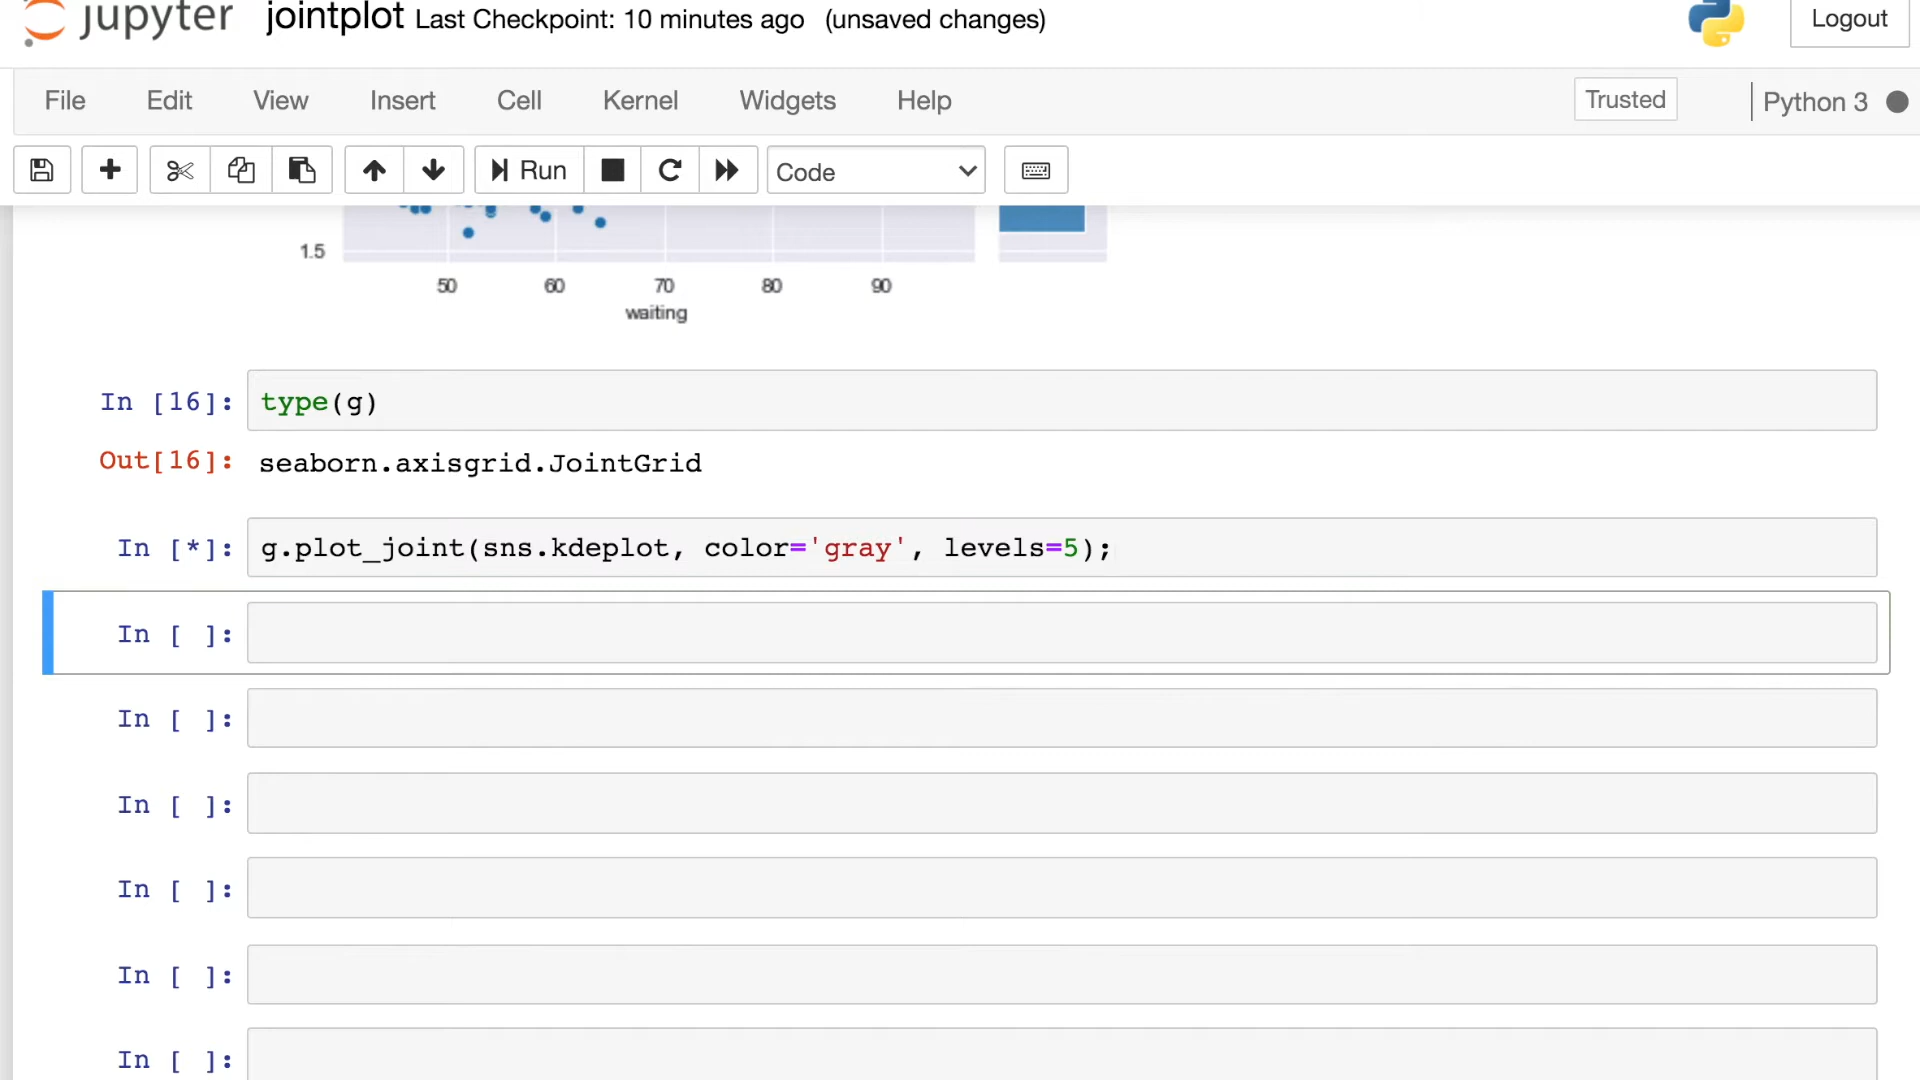 jupyter jointplot Last Checkpoint: 10 minutes ago (unsaved changes) Logout
File Edit View Insert Cell Kernel Widgets Help Trusted Python 3
Run Code
1.5
50 60 70 80 90
waiting
In [16]: type(g)
Out[16]: seaborn.axisgrid.JointGrid
In [*]: g.plot_joint(sns.kdeplot, color='gray', levels=5);
In [ ]:
In [ ]:
In [ ]:
In [ ]:
In [ ]:
In [ ]: